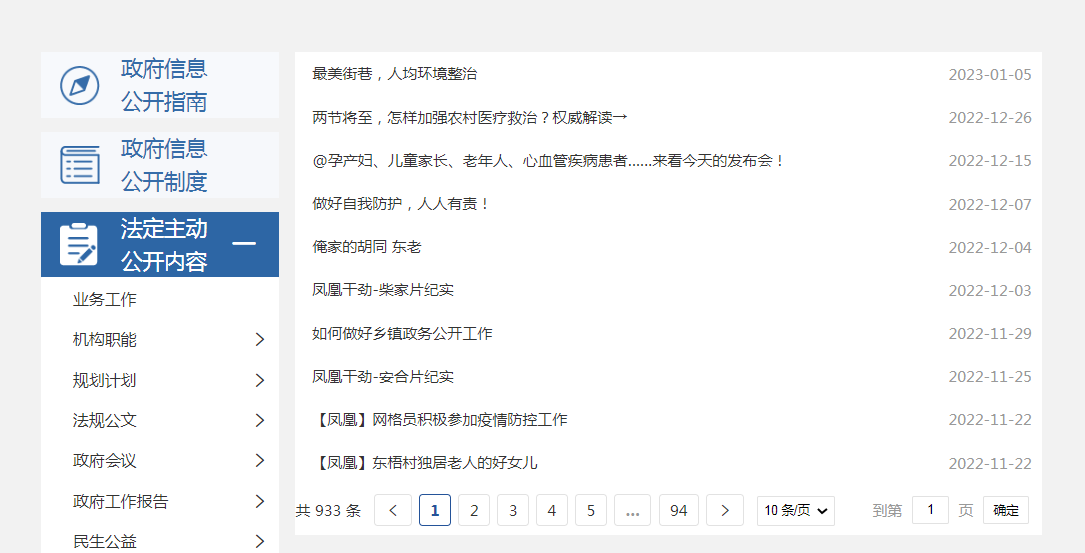 政府信息
公开指南
政府信息
公开制度
法定主动
公开内容
业务工作
机构职能
规划计划
法规公文
政府会议
政府工作报告
民生公益
最美街巷，人均环境整治 2023-01-05
两节将至，怎样加强农村医疗救治？权威解读→ 2022-12-26
@孕产妇、儿童家长、老年人、心血管疾病患者……来看今天的发布会！ 2022-12-15
做好自我防护，人人有责！ 2022-12-07
俺家的胡同 东老 2022-12-04
凤凰干劲-柴家片纪实 2022-12-03
如何做好乡镇政务公开工作 2022-11-29
凤凰干劲-安合片纪实 2022-11-25
【凤凰】网格员积极参加疫情防控工作 2022-11-22
【凤凰】东梧村独居老人的好女儿 2022-11-22
共 933 条 1 2 3 4 5 … 94 10 条/页 到第 1 页 确定